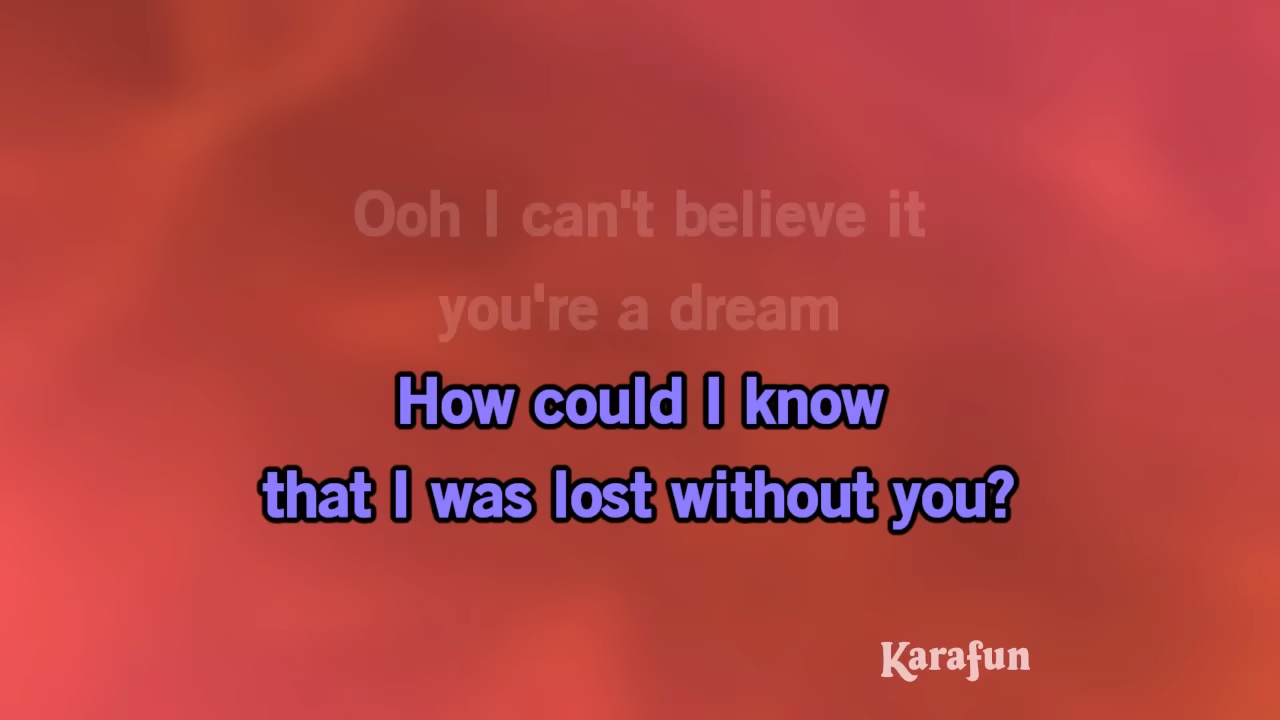 Ooh I can't believe it
you're a dream
How could I know
that I was lost without you?
Karafun